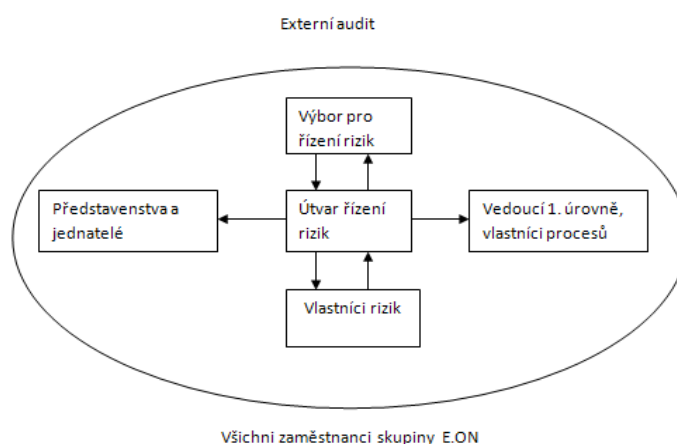 Externí audit
Výbor pro
řízení rizik
Představenstva a
jednatelé
Útvar řízení
rizik
Vedoucí 1. úrovně,
vlastníci procesů
Vlastníci rizik
Všichni zaměstnanci skupiny E.ON